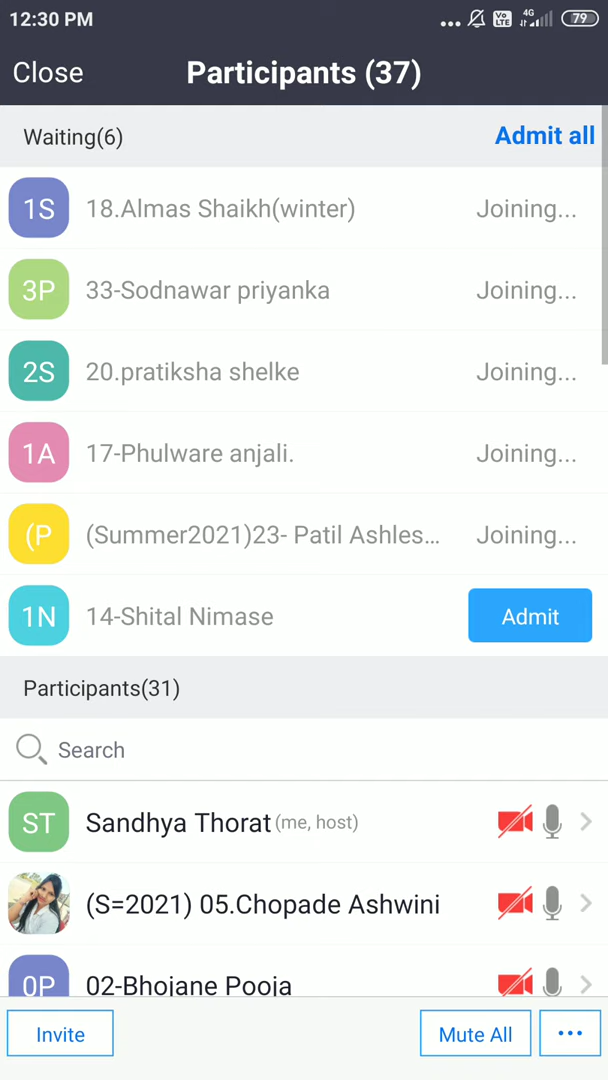 12:30 PM
... Vo LTE 4G 79
Close
Participants (37)
Waiting(6)
Admit all
1S 18.Almas Shaikh(winter) Joining...
3P 33-Sodnawar priyanka Joining...
2S 20.pratiksha shelke Joining...
1A 17-Phulware anjali. Joining...
(P (Summer2021)23- Patil Ashles... Joining...
1N 14-Shital Nimase Admit
Participants(31)
Search
ST Sandhya Thorat (me, host)
(S=2021) 05.Chopade Ashwini
0P 02-Bhojane Pooja
Invite
Mute All
...